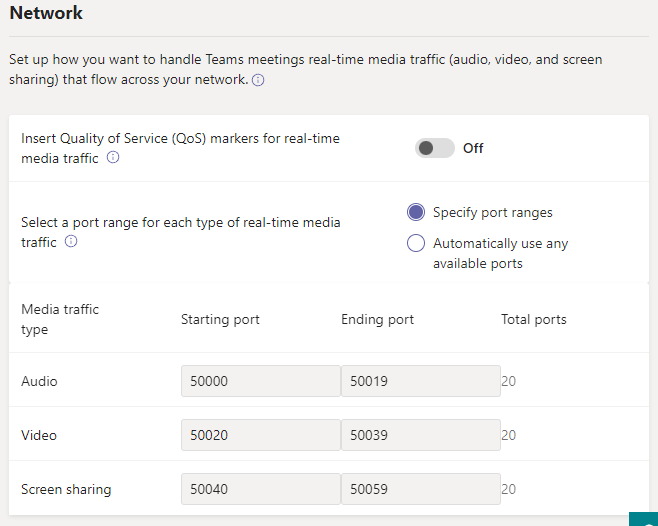 Network
Set up how you want to handle Teams meetings real-time media traffic (audio, video, and screen
sharing) that flow across your network.
Insert Quality of Service (QoS) markers for real-time
media traffic
Off
Select a port range for each type of real-time media
traffic
Specify port ranges
Automatically use any
available ports
Media traffic
type
Starting port
Ending port
Total ports
Audio 50000 50019 20
Video 50020 50039 20
Screen sharing 50040 50059 20